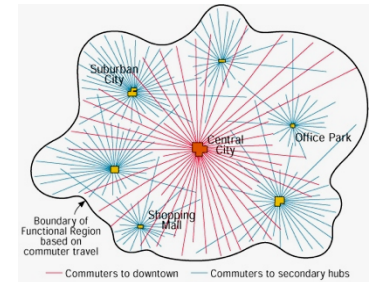 Suburban
City
Central
City
Office Park
Shopping
Mall
Boundary of
Functional Region
based on
commuter travel
Commuters to downtown
Commuters to secondary hubs